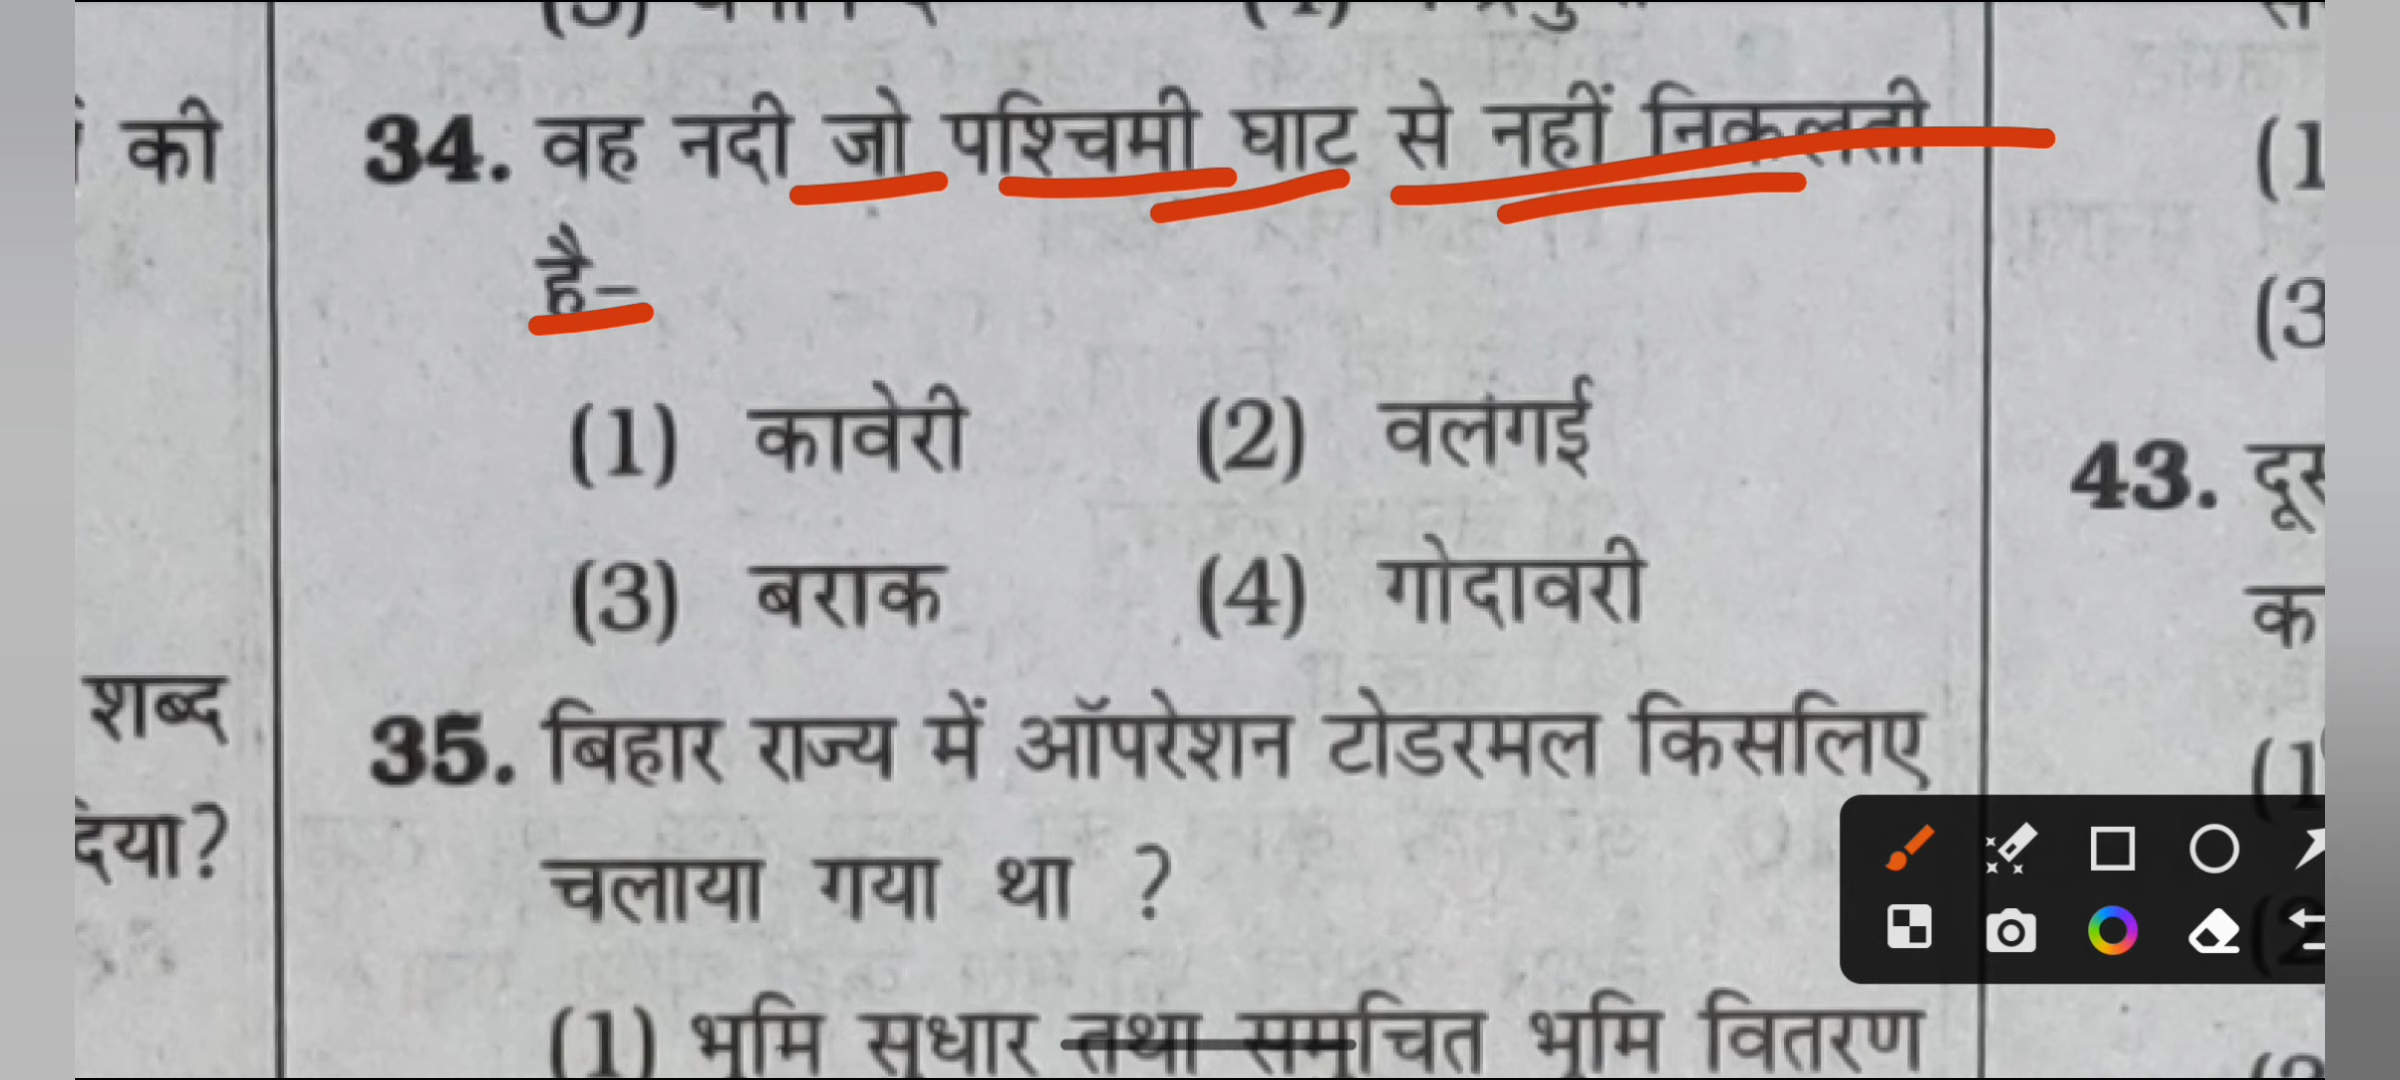 की
34. वह नदी जो पश्चिमी घाट से नहीं निकलती
है–
(1) कावेरी (2) वलंगई
(3) बराक (4) गोदावरी
35. बिहार राज्य में ऑपरेशन टोडरमल किसलिए
चलाया गया था ?
(1) भूमि सुधार तथा समुचित भूमि वितरण
शब्द
43.